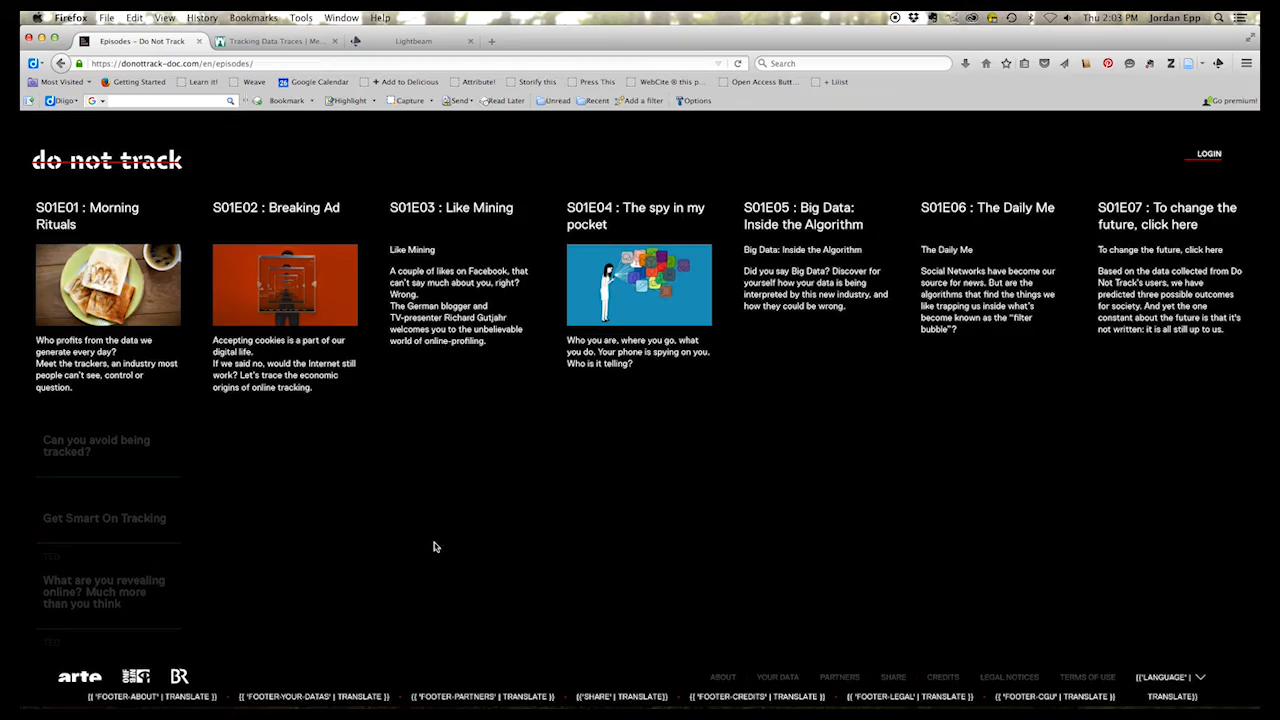 Firefox File Edit View History Bookmarks Tools Window Help Thu 2:03 PM Jordan Epp
Episodes - Do Not Track Tracking Data Traces | Me... Lightbeam
https://donottrack-doc.com/en/episodes/ Search
Most Visited Getting Started Learn it! Weave Google Calendar + Add to Delicious Attribute! Storify this Press This WebCite ® this p... Open Access Butt... + Liist
Diigo Bookmark Highlight Capture Send Read Later Unread Recent Add a filter Options Go premium!
do not track
LOGIN
S01E01 : Morning
Rituals
Who profits from the data we
generate every day?
Meet the trackers, an industry most
people can't see, control or
question.
Can you avoid being
tracked?
Get Smart On Tracking
TED
What are you revealing
online? Much more
than you think
TED
S01E02 : Breaking Ad
Accepting cookies is a part of our
digital life.
If we said no, would the Internet still
work? Let's trace the economic
origins of online tracking.
S01E03 : Like Mining
Like Mining
A couple of likes on Facebook, that
can't say much about you, right?
Wrong.
The German blogger and
TV-presenter Richard Gutjahr
welcomes you to the unbelievable
world of online-profiling.
S01E04 : The spy in my
pocket
Who you are, where you go, what
you do. Your phone is spying on you.
Who is it telling?
S01E05 : Big Data:
Inside the Algorithm
Big Data: Inside the Algorithm
Did you say Big Data? Discover for
yourself how your data is being
interpreted by this new industry, and
how they could be wrong.
S01E06 : The Daily Me
The Daily Me
Social Networks have become our
source for news. But are the
algorithms that find the things we
like trapping us inside what's
become known as the "filter
bubble"?
S01E07 : To change the
future, click here
To change the future, click here
Based on the data collected from Do
Not Track's users, we have
predicted three possible outcomes
for society. And yet the one
constant about the future is that it's
not written: it is all still up to us.
arte BR
ABOUT YOUR DATA PARTNERS SHARE CREDITS LEGAL NOTICES TERMS OF USE {{'LANGUAGE' |
{{ 'FOOTER-ABOUT' | TRANSLATE }} - {{ 'FOOTER-YOUR-DATAS' | TRANSLATE }} - {{ 'FOOTER-PARTNERS' | TRANSLATE }} - {{'SHARE' | TRANSLATE}} - {{ 'FOOTER-CREDITS' | TRANSLATE }} - {{ 'FOOTER-LEGAL' | TRANSLATE }} - {{ 'FOOTER-CGU' | TRANSLATE }} TRANSLATE}}